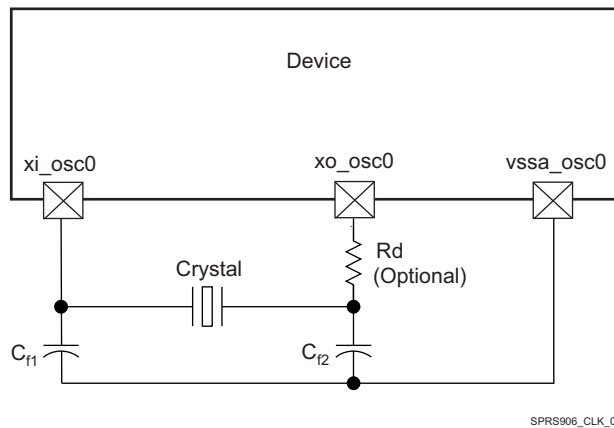 Device
xi_osc0
xo_osc0
vssa_osc0
Rd
(Optional)
Crystal
Cf1
Cf2
SPRS906_CLK_0